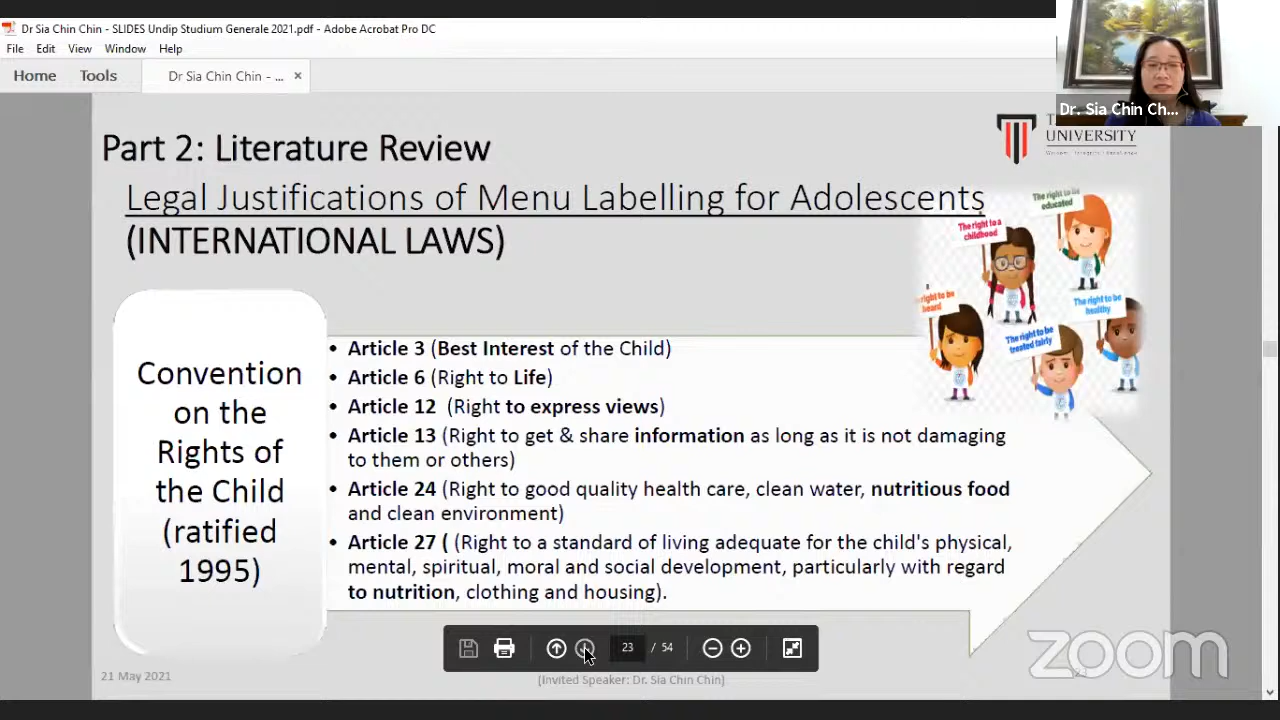 Dr Sia Chin Chin - SLIDES Undip Studium Generale 2021.pdf - Adobe Acrobat Pro DC
File Edit View Window Help
Home Tools Dr Sia Chin Chin - ... ×
Dr. Sia Chin Ch...
UNIVERSITY
Part 2: Literature Review
Legal Justifications of Menu Labelling for Adolescents
(INTERNATIONAL LAWS)
The right to be
educated
The right to a
childhood
right to be
heard
The right to be
healthy
The right to be
treated fairly
Convention
on the
Rights of
the Child
(ratified
1995)
• Article 3 (Best Interest of the Child)
• Article 6 (Right to Life)
• Article 12 (Right to express views)
• Article 13 (Right to get & share information as long as it is not damaging
to them or others)
• Article 24 (Right to good quality health care, clean water, nutritious food
and clean environment)
• Article 27 ( (Right to a standard of living adequate for the child's physical,
mental, spiritual, moral and social development, particularly with regard
to nutrition, clothing and housing).
23 / 54
zoom
21 May 2021
(Invited Speaker: Dr. Sia Chin Chin)